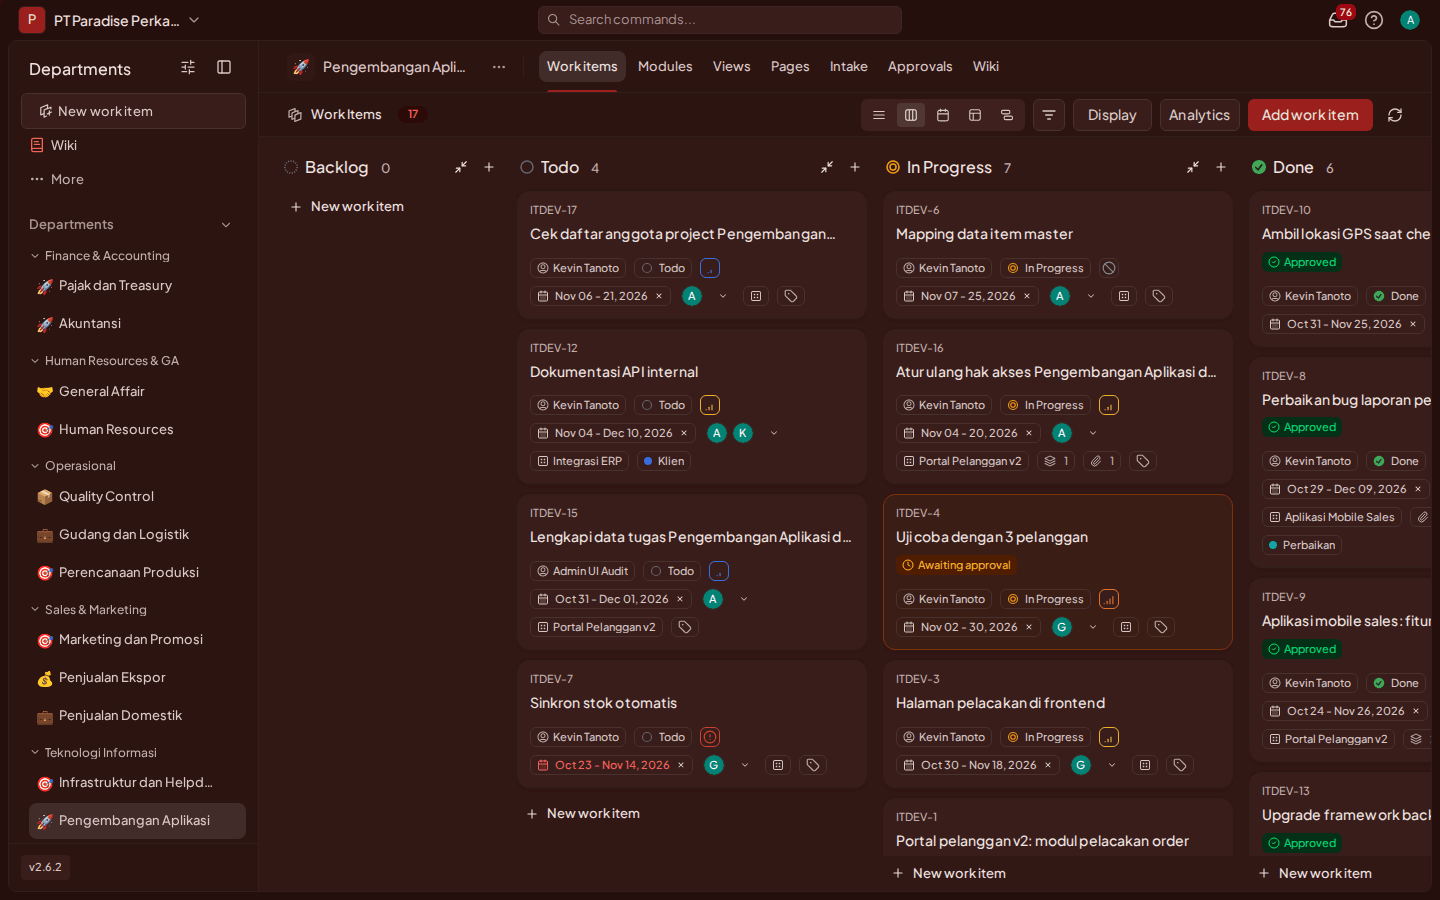 P PT Paradise Perka...
Search commands...
76
A
Departments
New work item
Wiki
More
Departments
Finance & Accounting
Pajak dan Treasury
Akuntansi
Human Resources & GA
General Affair
Human Resources
Operasional
Quality Control
Gudang dan Logistik
Perencanaan Produksi
Sales & Marketing
Marketing dan Promosi
Penjualan Ekspor
Penjualan Domestik
Teknologi Informasi
Infrastruktur dan Helpd...
Pengembangan Aplikasi
v2.6.2
Pengembangan Apli...
Work items Modules Views Pages Intake Approvals Wiki
Work Items 17
Display Analytics Add work item
Backlog 0
New work item
Todo 4
ITDEV-17
Cek daftar anggota project Pengembangan...
Kevin Tanoto Todo
Nov 06 - 21, 2026 A
ITDEV-12
Dokumentasi API internal
Kevin Tanoto Todo
Nov 04 - Dec 10, 2026 A K
Integrasi ERP Klien
ITDEV-15
Lengkapi data tugas Pengembangan Aplikasi d...
Admin UI Audit Todo
Oct 31 - Dec 01, 2026 A
Portal Pelanggan v2
ITDEV-7
Sinkron stok otomatis
Kevin Tanoto Todo
Oct 23 - Nov 14, 2026 G
New work item
In Progress 7
ITDEV-6
Mapping data item master
Kevin Tanoto In Progress
Nov 07 - 25, 2026 A
ITDEV-16
Atur ulang hak akses Pengembangan Aplikasi d...
Kevin Tanoto In Progress
Nov 04 - 20, 2026 A
Portal Pelanggan v2 1 1
ITDEV-4
Uji coba dengan 3 pelanggan
Awaiting approval
Kevin Tanoto In Progress
Nov 02 - 30, 2026 G
ITDEV-3
Halaman pelacakan di frontend
Kevin Tanoto In Progress
Oct 30 - Nov 18, 2026 G
ITDEV-1
Portal pelanggan v2: modul pelacakan order
New work item
Done 6
ITDEV-10
Ambil lokasi GPS saat che
Approved
Kevin Tanoto Done
Oct 31 - Nov 25, 2026
ITDEV-8
Perbaikan bug laporan pe
Approved
Kevin Tanoto Done
Oct 29 - Dec 09, 2026
Aplikasi Mobile Sales
Perbaikan
ITDEV-9
Aplikasi mobile sales: fitur
Approved
Kevin Tanoto Done
Oct 24 - Nov 26, 2026
Portal Pelanggan v2
ITDEV-13
Upgrade framework back
Approved
New work item